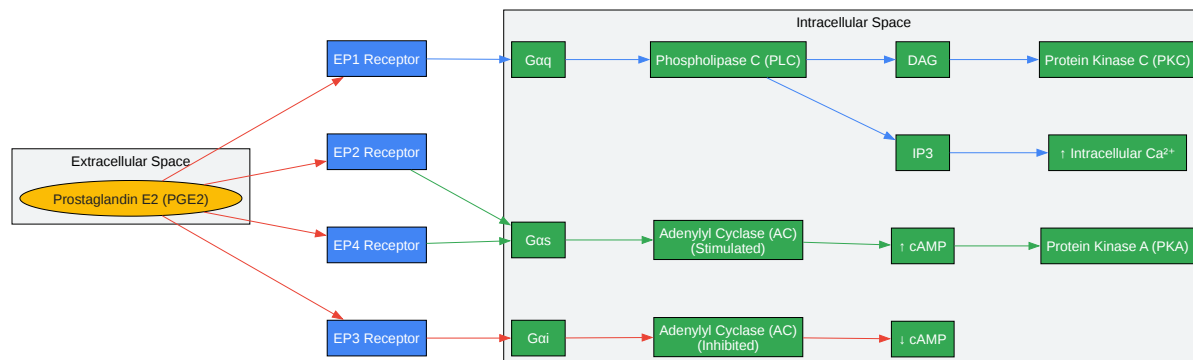 Intracellular Space
EP1 Receptor
Gαq
Phospholipase C (PLC)
DAG
Protein Kinase C (PKC)
EP2 Receptor
IP3
↑ Intracellular Ca²⁺
Extracellular Space
Prostaglandin E2 (PGE2)
EP4 Receptor
Gαs
Adenylyl Cyclase (AC)
(Stimulated)
↑ cAMP
Protein Kinase A (PKA)
EP3 Receptor
Gαi
Adenylyl Cyclase (AC)
(Inhibited)
↓ cAMP